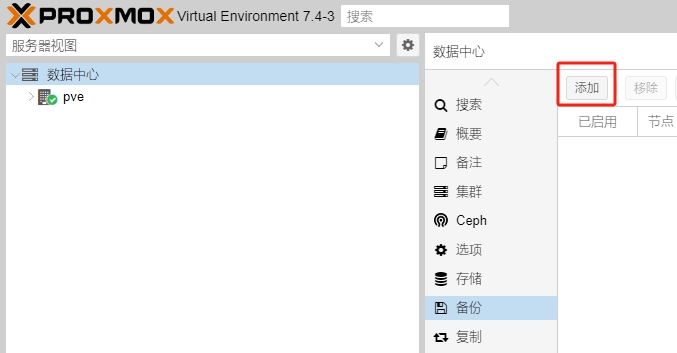 PROXMOX Virtual Environment 7.4-3 搜索
服务器视图
数据中心
pve
数据中心
添加 移除
已启用 节点
搜索
概要
备注
集群
Ceph
选项
存储
备份
复制